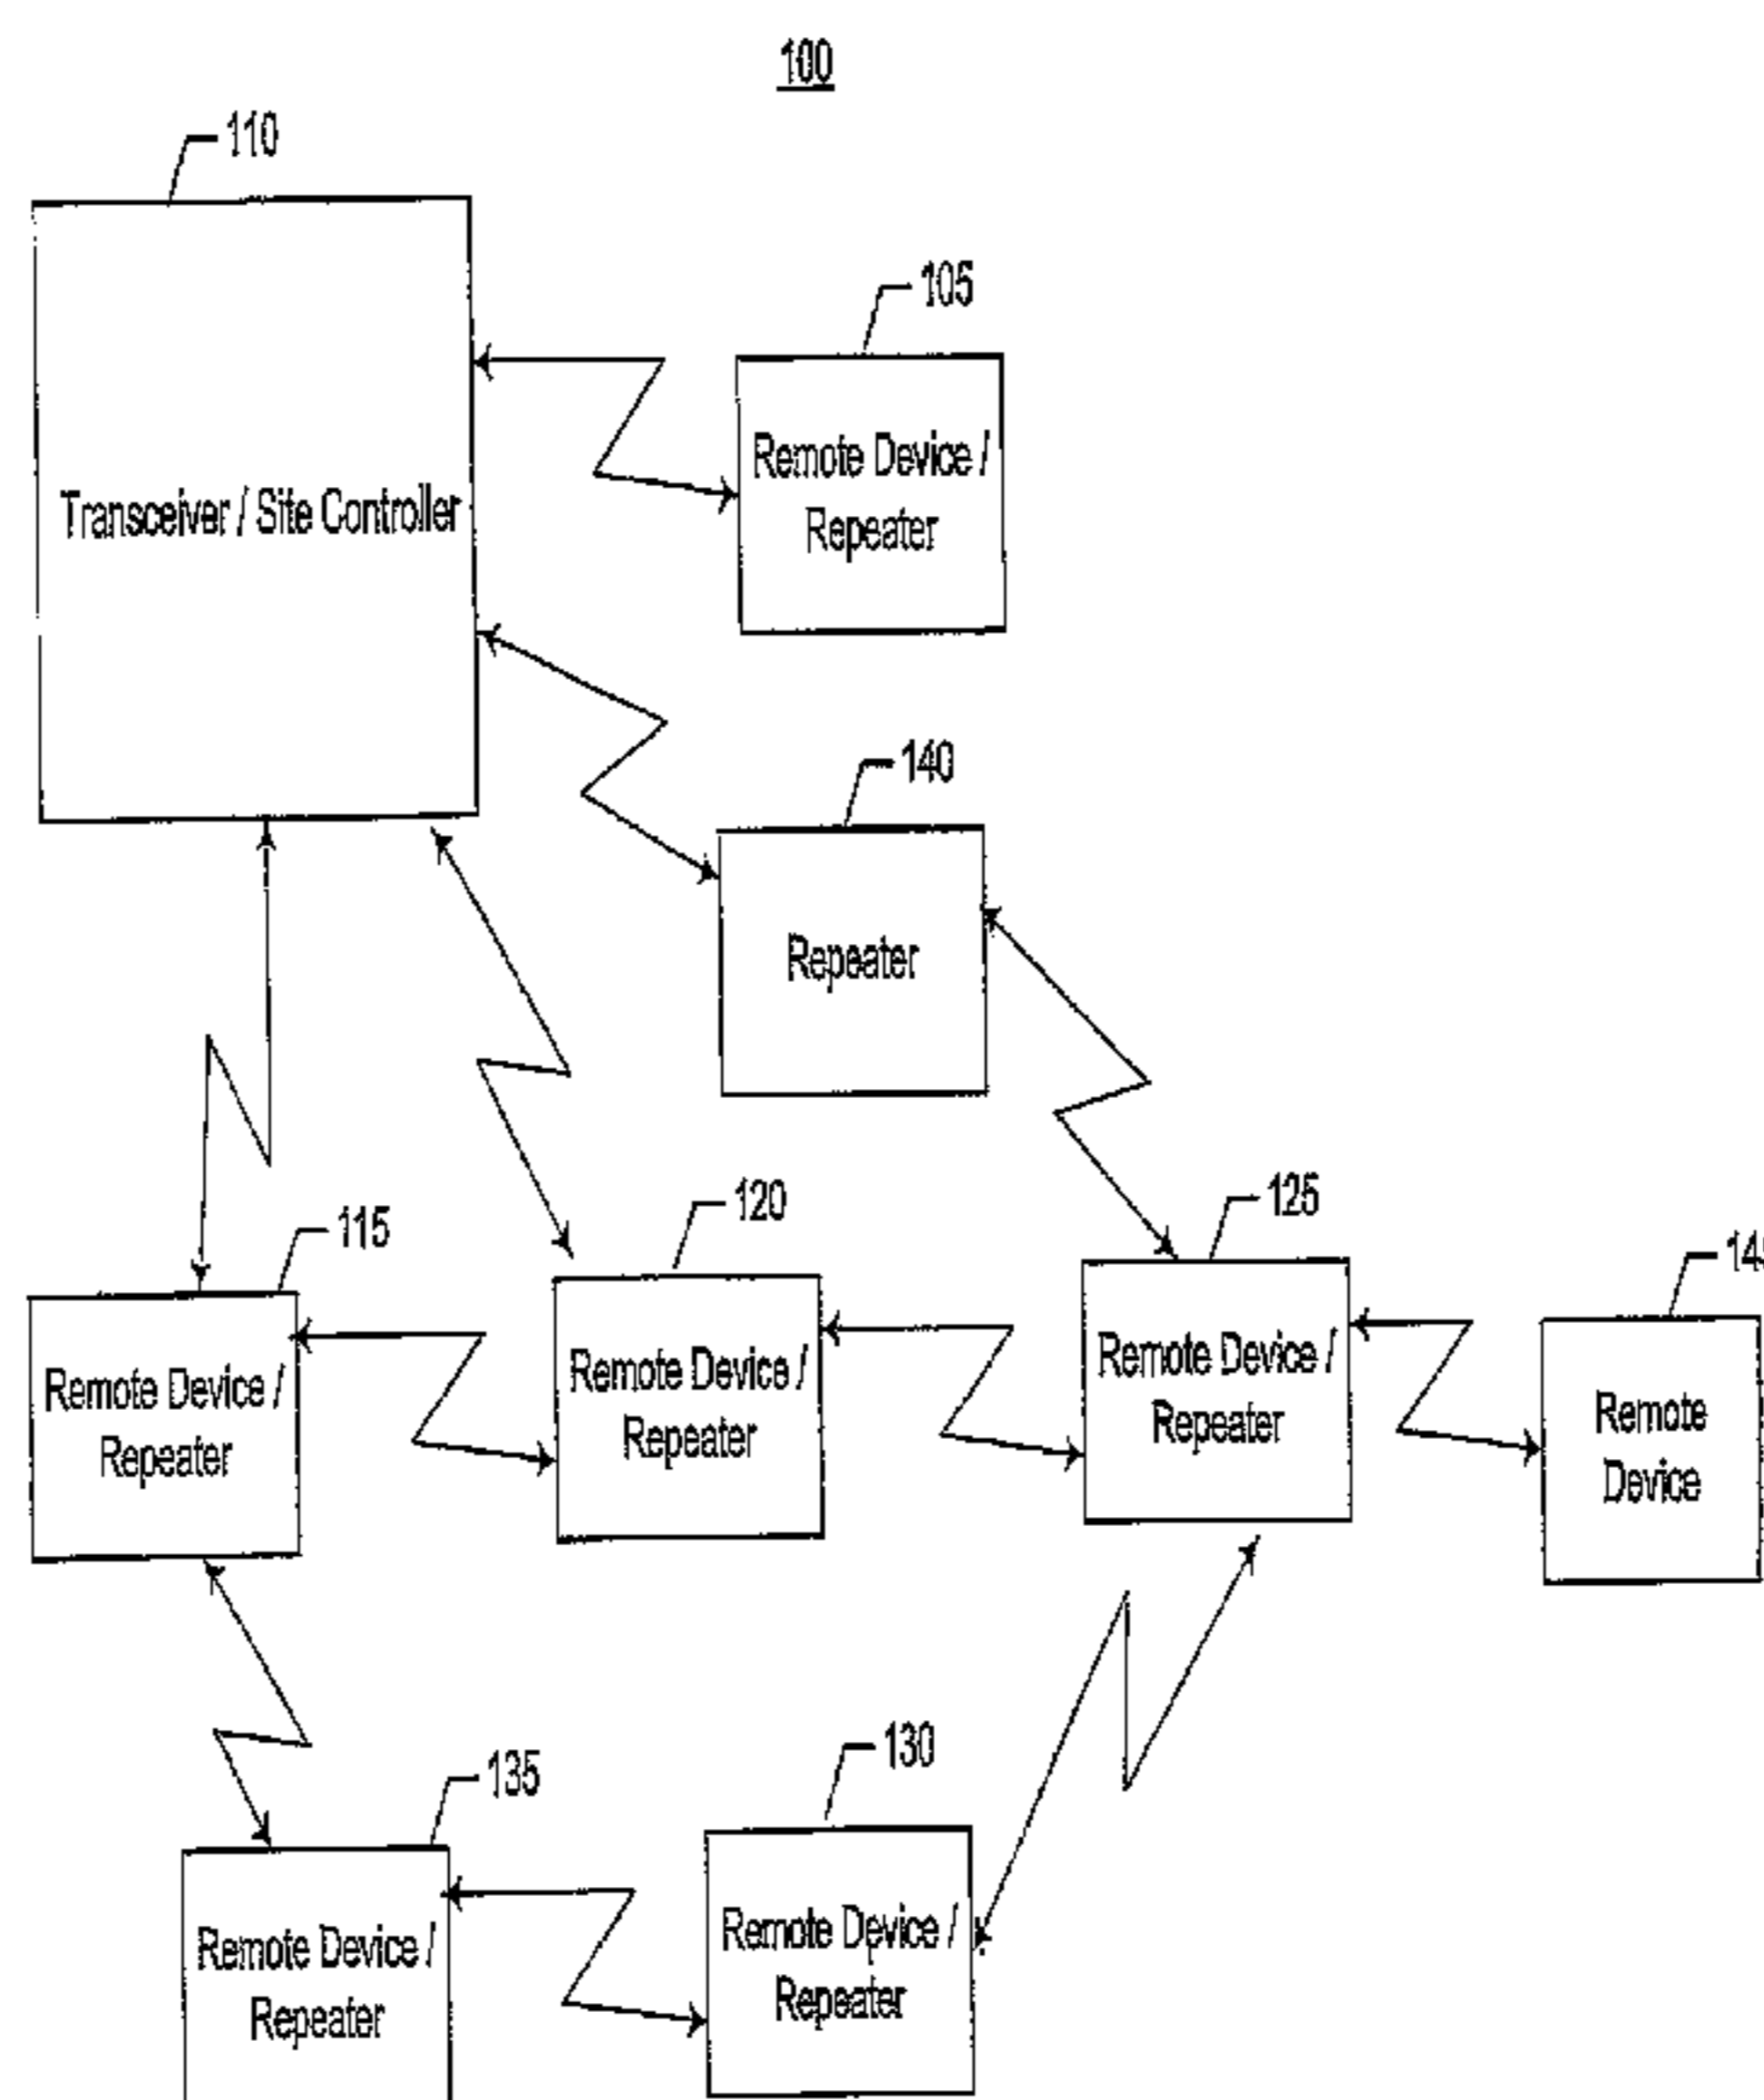 100
110
105
Transceiver / Site Controller
Remote Device /
Repeater
140
Repeater
115
120
125
Remote Device /
Repeater
Remote Device /
Repeater
Remote Device /
Repeater
Remote
Device
135
130
Remote Device /
Repeater
Remote Device /
Repeater